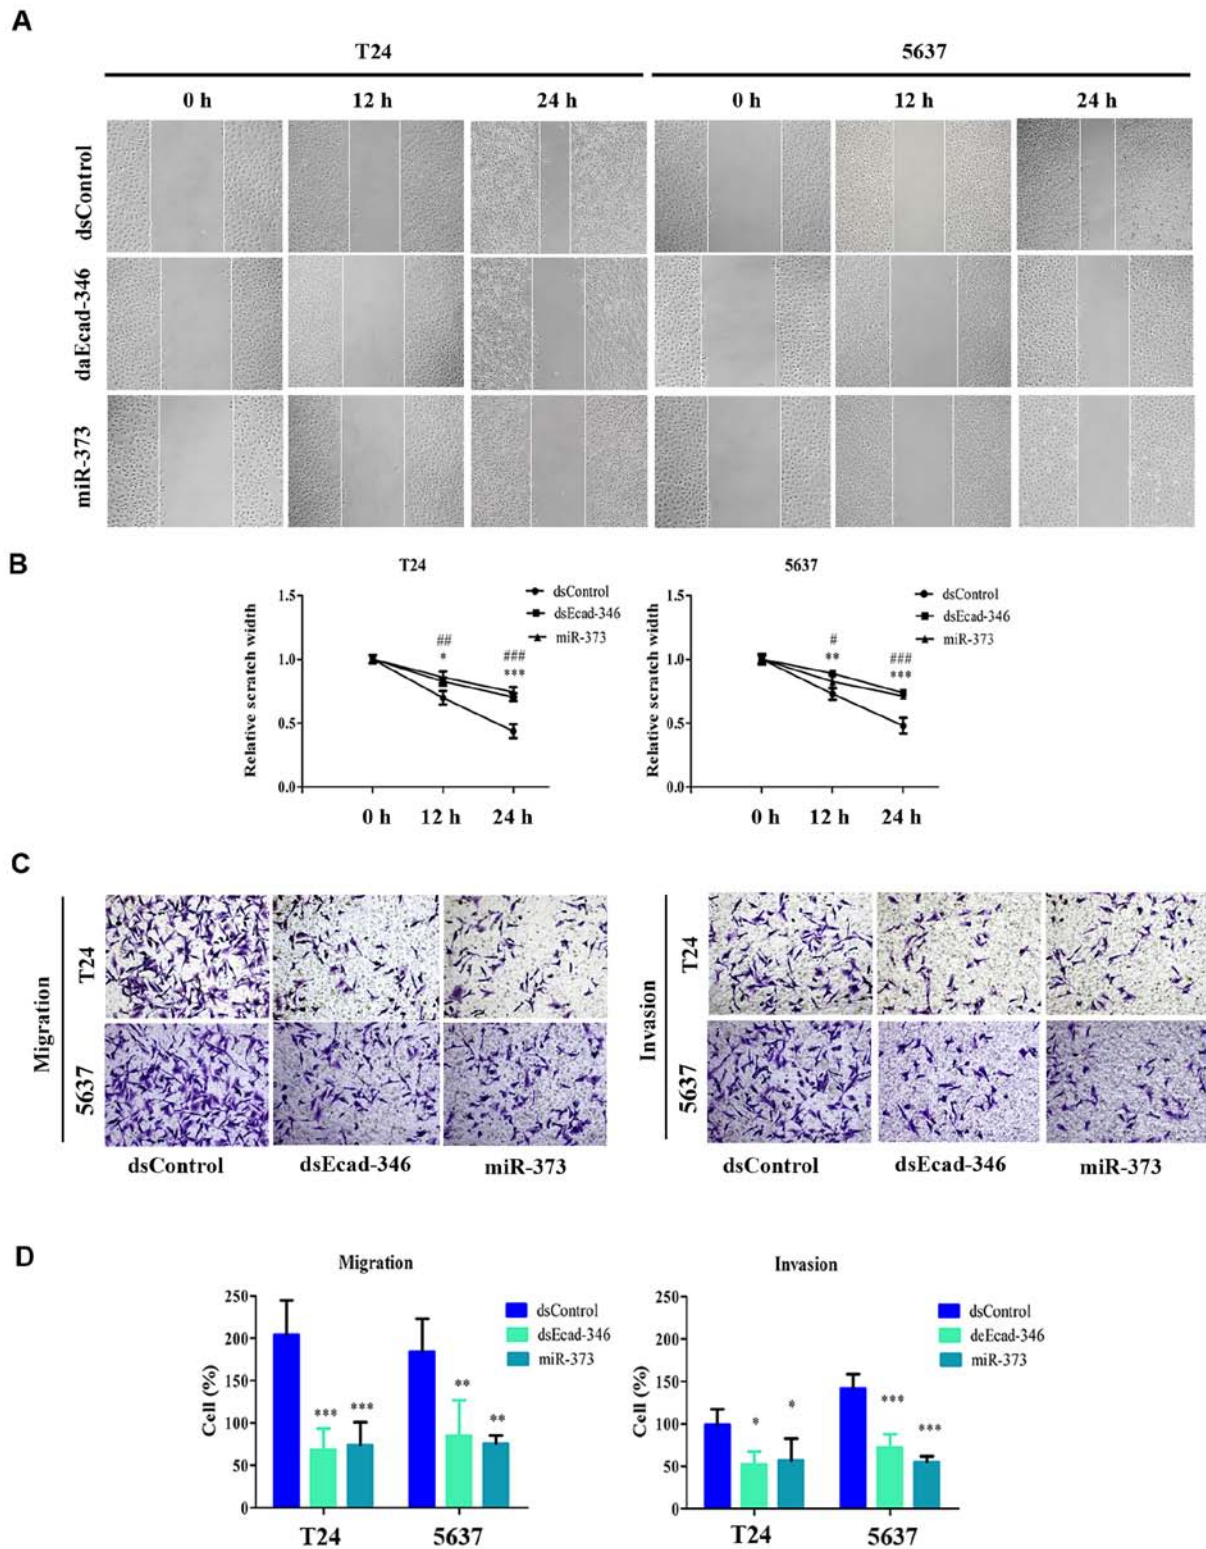 A
T24 5637
0 h 12 h 24 h 0 h 12 h 24 h
dsControl
daEcad-346
miR-373
B
T24
Relative scratch width
1.5
1.0
0.5
0.0
## 
*
###
***
0 h 12 h 24 h
dsControl
dsEcad-346
miR-373
5637
Relative scratch width
1.5
1.0
0.5
0.0
#
**
###
***
0 h 12 h 24 h
dsControl
dsEcad-346
miR-373
C
Migration
T24
5637
dsControl dsEcad-346 miR-373
Invasion
T24
5637
dsControl dsEcad-346 miR-373
D
Migration
Cell (%)
250
200
150
100
50
0
*** *** ** **
T24 5637
dsControl
dsEcad-346
miR-373
Invasion
Cell (%)
250
200
150
100
50
0
* * *** ***
T24 5637
dsControl
deEcad-346
miR-373